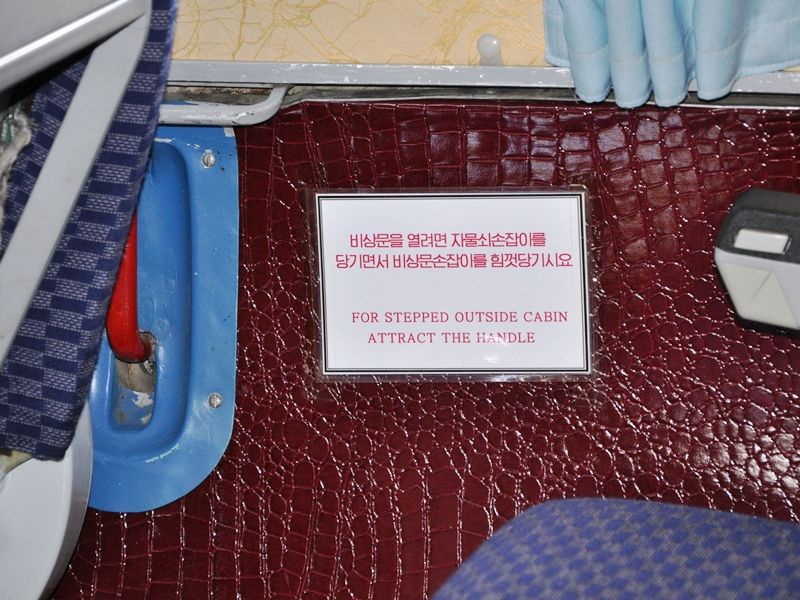 비상문을 열려면 자물쇠손잡이를
당기면서 비상문손잡이를 힘껏당기시요
FOR STEPPED OUTSIDE CABIN
ATTRACT THE HANDLE